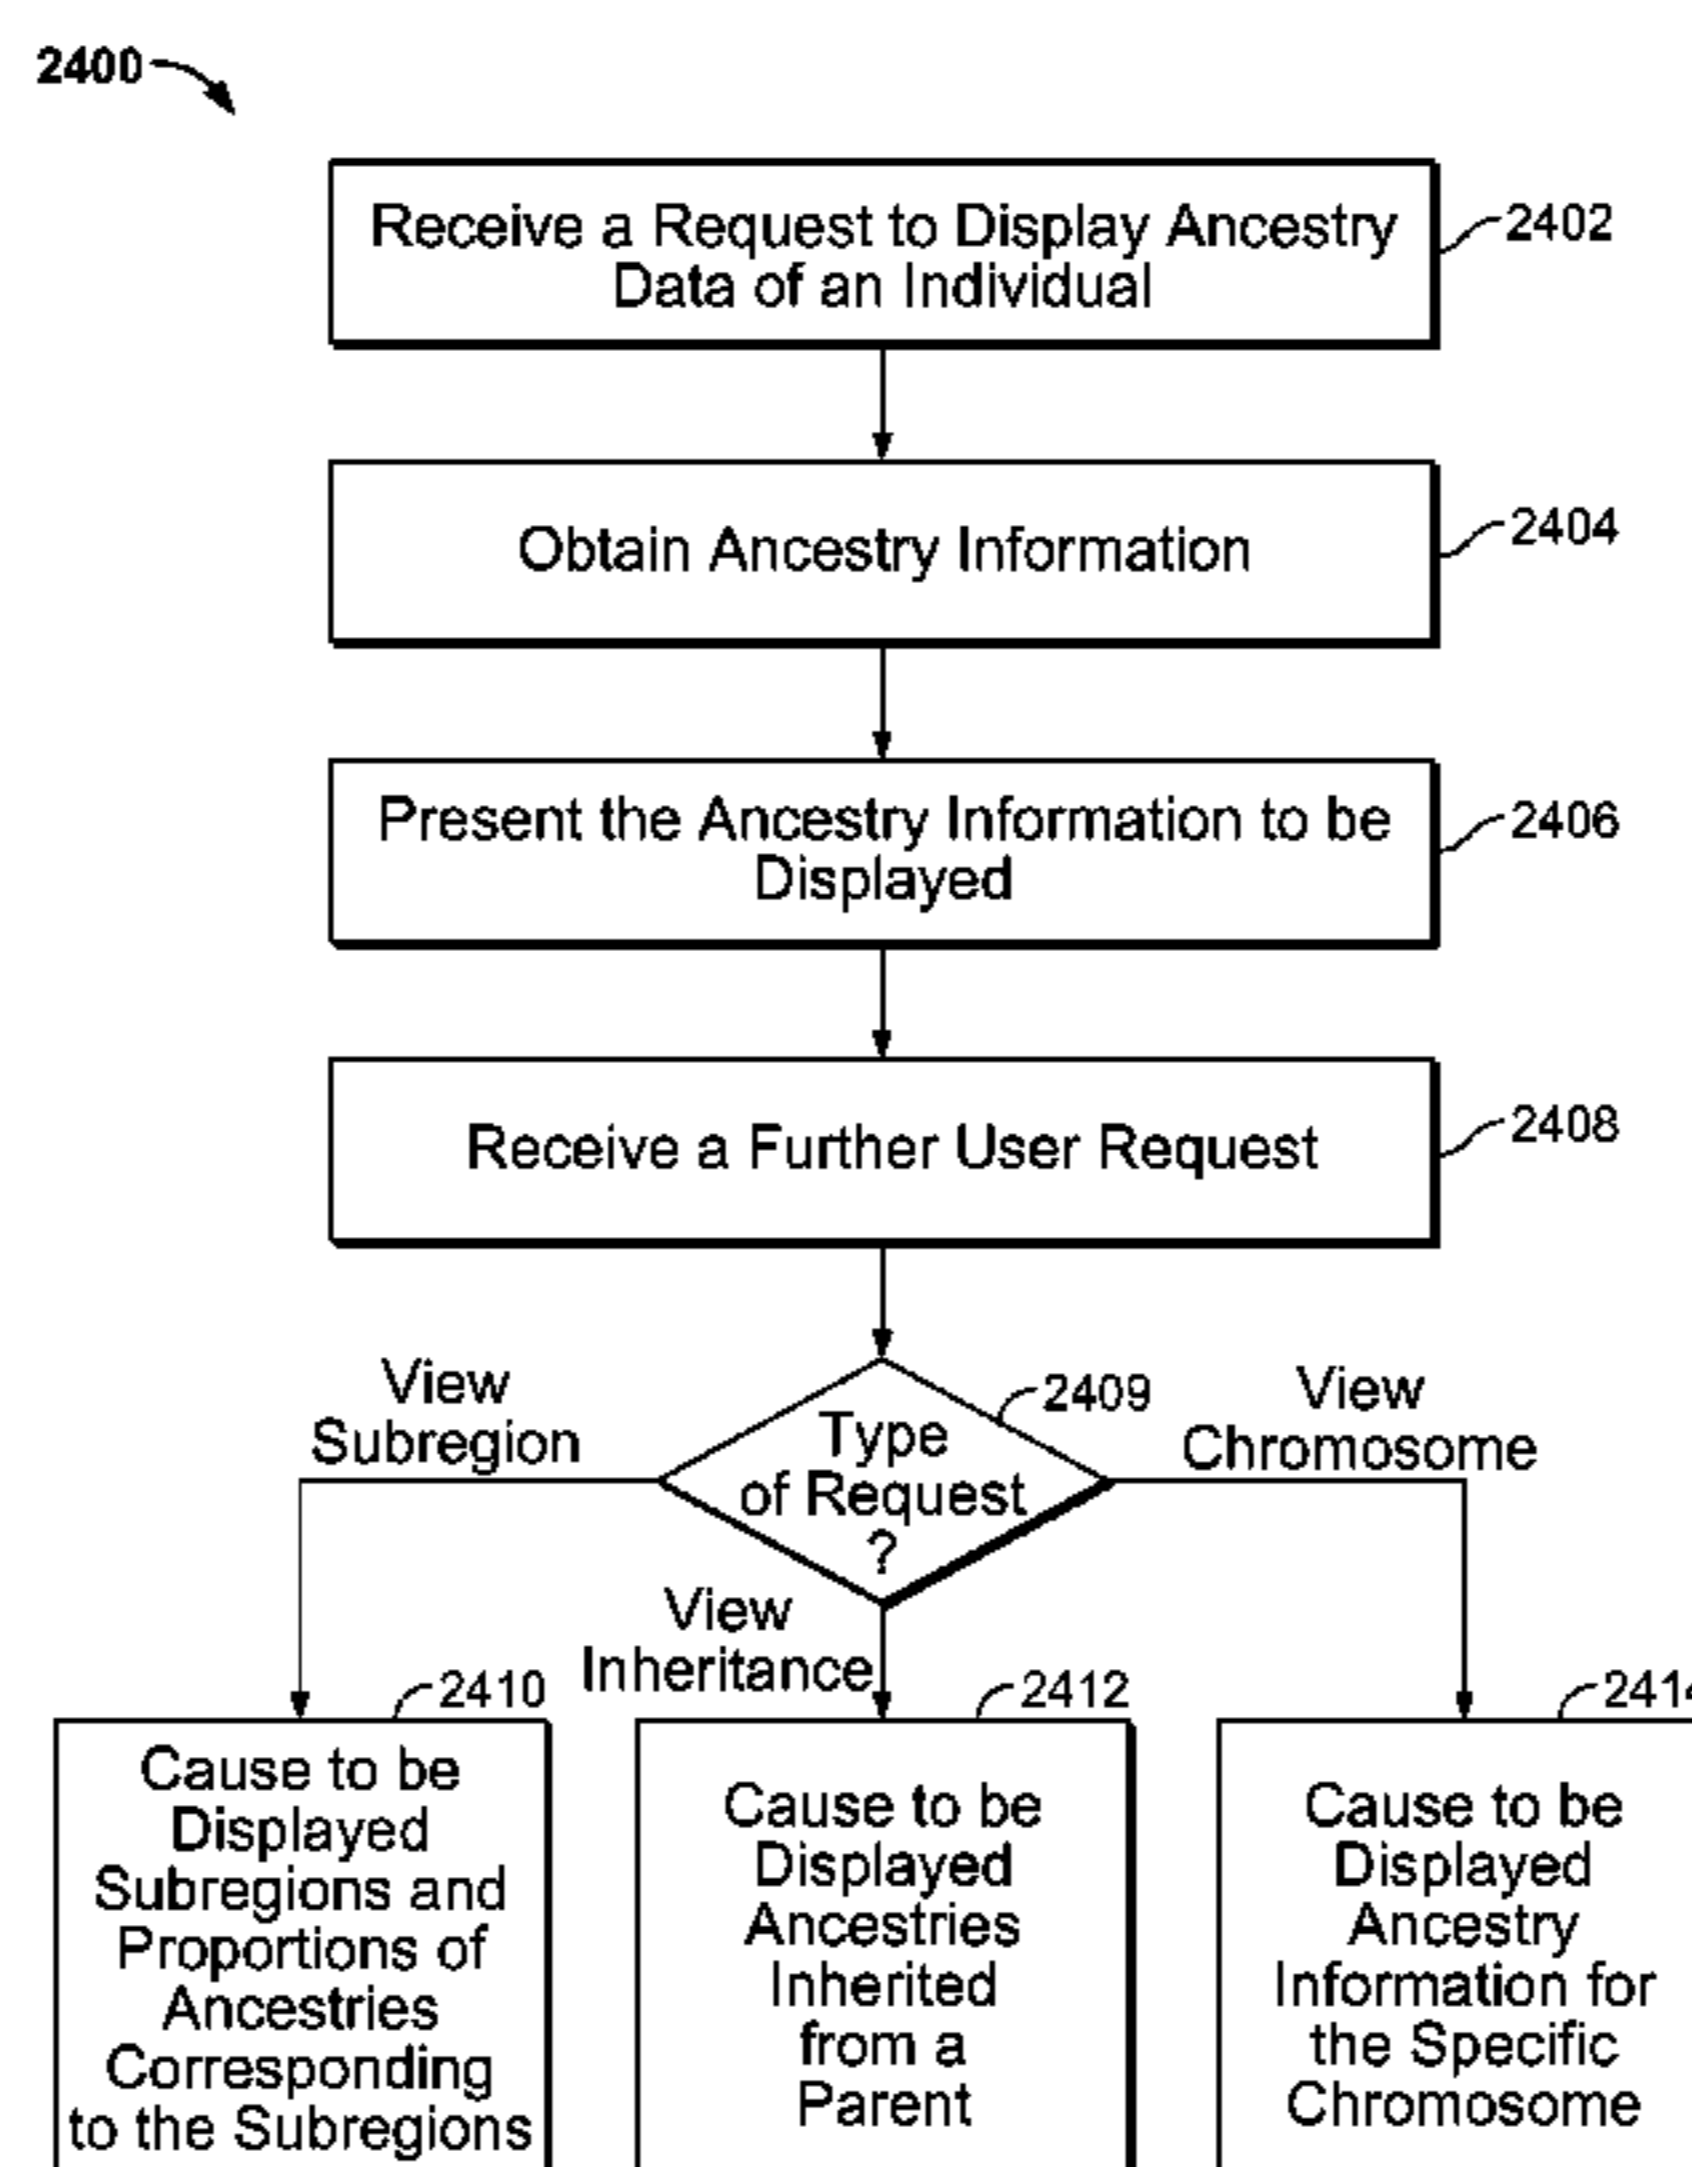 2400
Receive a Request to Display Ancestry
Data of an Individual
2402
Obtain Ancestry Information
2404
Present the Ancestry Information to be
Displayed
2406
Receive a Further User Request
2408
Type
of Request
?
2409
View
Subregion
View
Inheritance
View
Chromosome
2410
Cause to be
Displayed
Subregions and
Proportions of
Ancestries
Corresponding
to the Subregions
2412
Cause to be
Displayed
Ancestries
Inherited
from a
Parent
2414
Cause to be
Displayed
Ancestry
Information for
the Specific
Chromosome